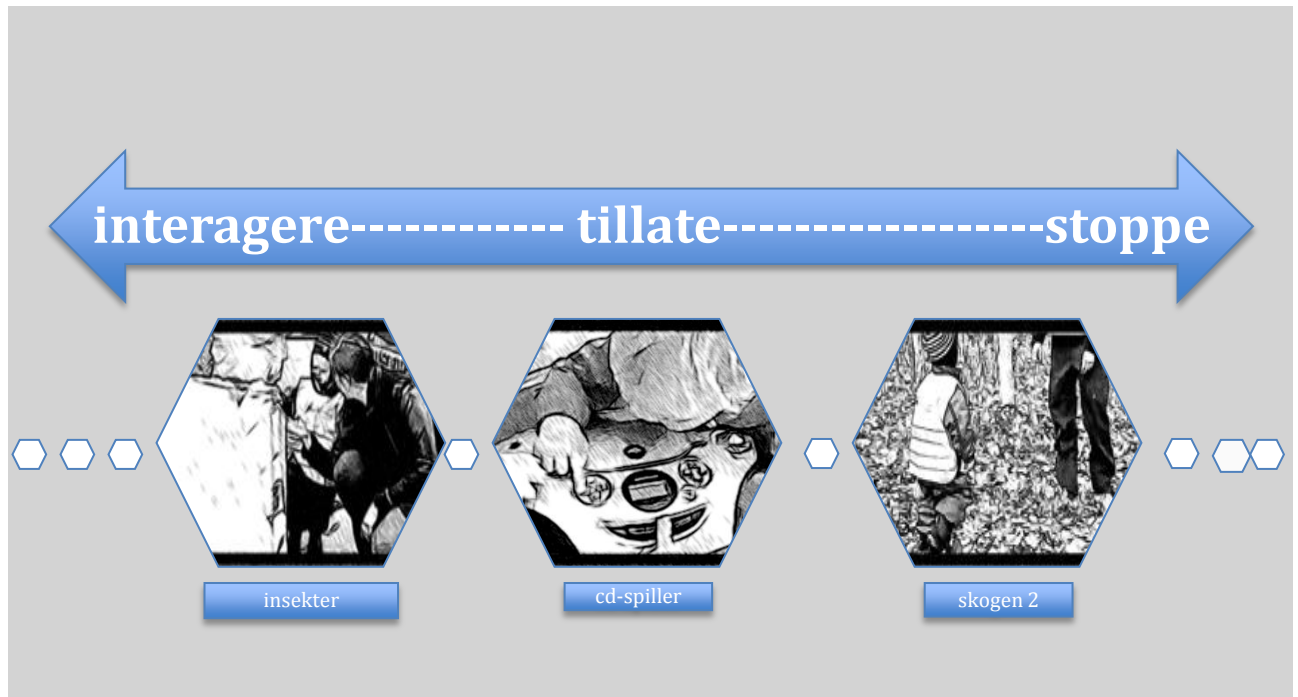 interagere------------ tillate------------------stoppe
insekter
cd-spiller
skogen 2